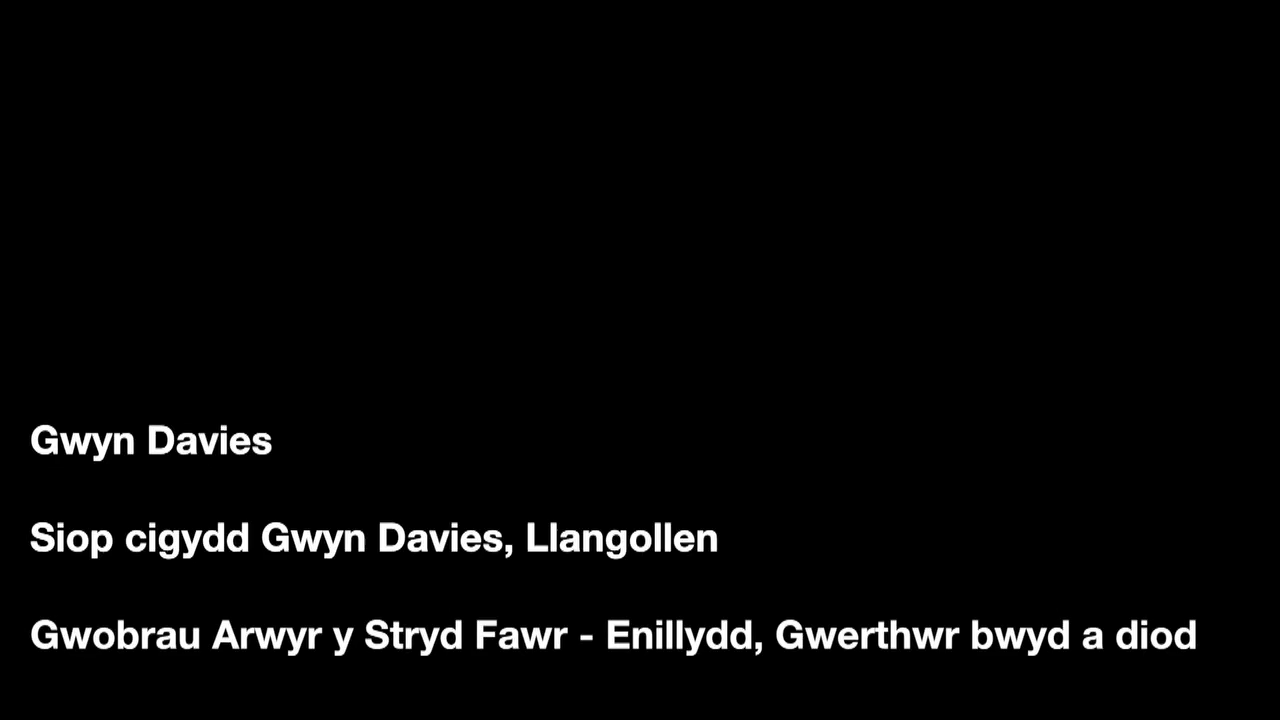 Gwyn Davies
Siop cigydd Gwyn Davies, Llangollen
Gwobrau Arwyr y Stryd Fawr - Enillydd, Gwerthwr bwyd a diod